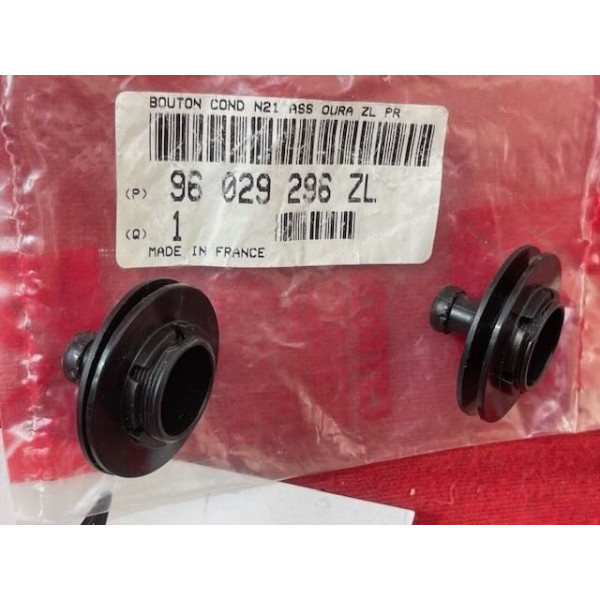 BOUTON COND N21 ASS OURA ZL PR
(P) 96 029 296 ZL
(Q) 1
MADE IN FRANCE